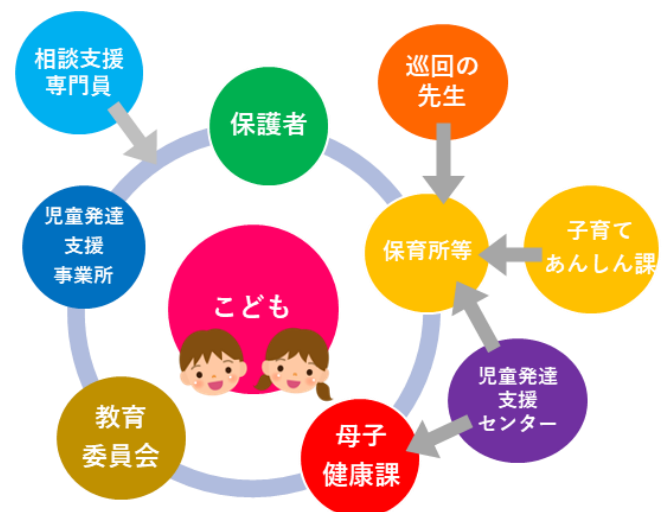 相談支援
専門員
巡回の
先生
保護者
児童発達
支援
事業所
保育所等
子育て
あんしん課
こども
児童発達
支援
センター
教育
委員会
母子
健康課